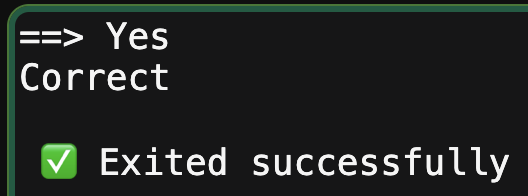 ==> Yes
Correct
✅ Exited successfully